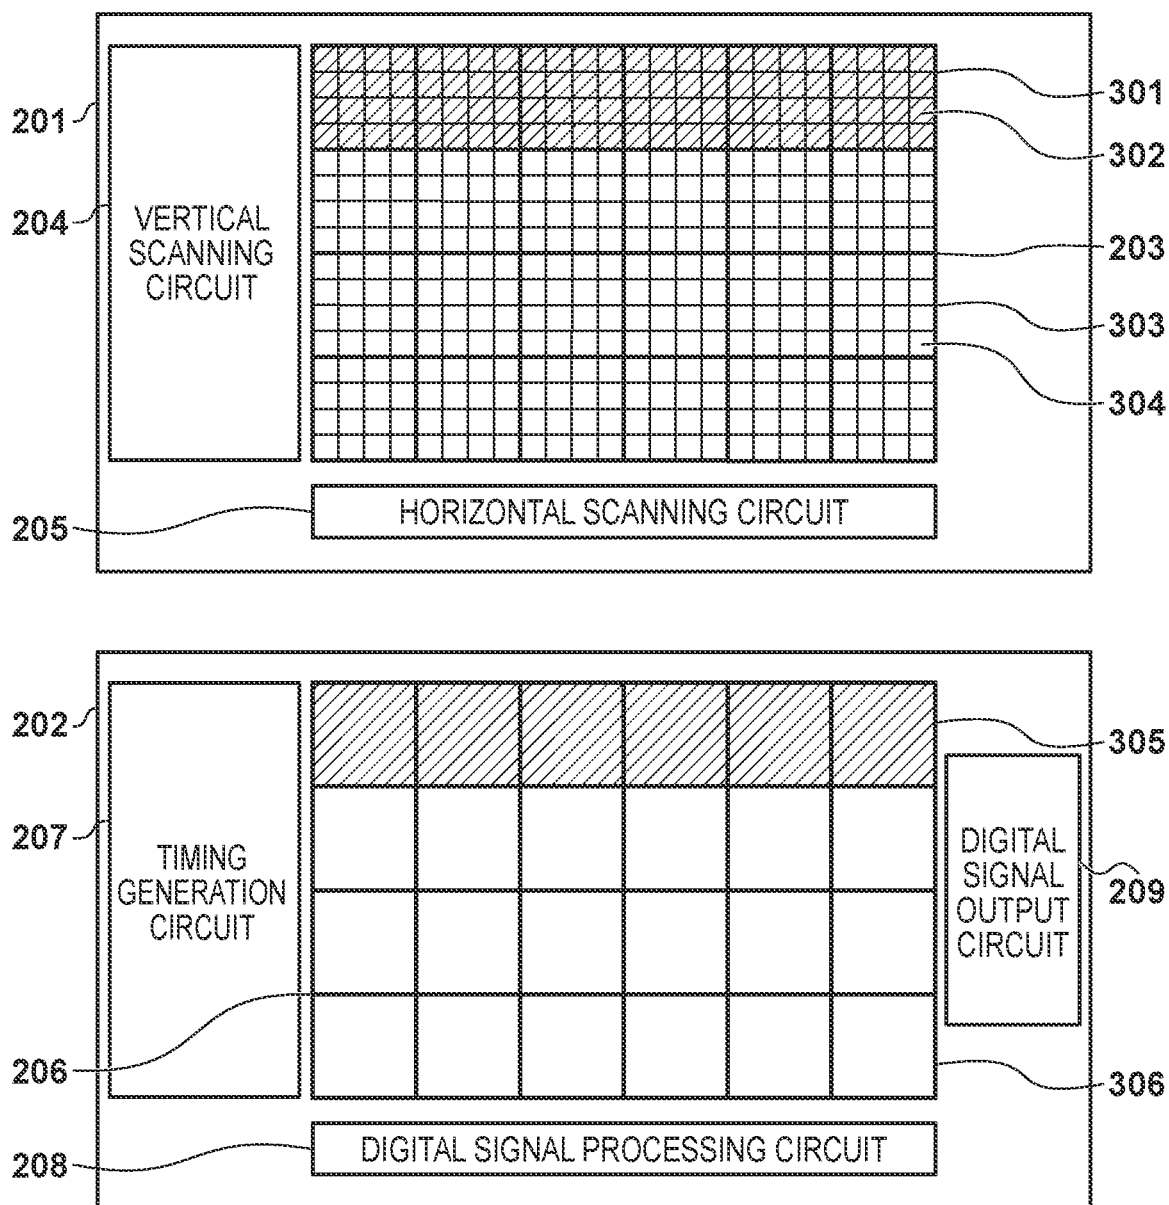 201
301
302
204
VERTICAL
SCANNING
CIRCUIT
203
303
304
205
HORIZONTAL SCANNING CIRCUIT
202
305
207
TIMING
GENERATION
CIRCUIT
DIGITAL
SIGNAL
OUTPUT
CIRCUIT
209
206
306
208
DIGITAL SIGNAL PROCESSING CIRCUIT